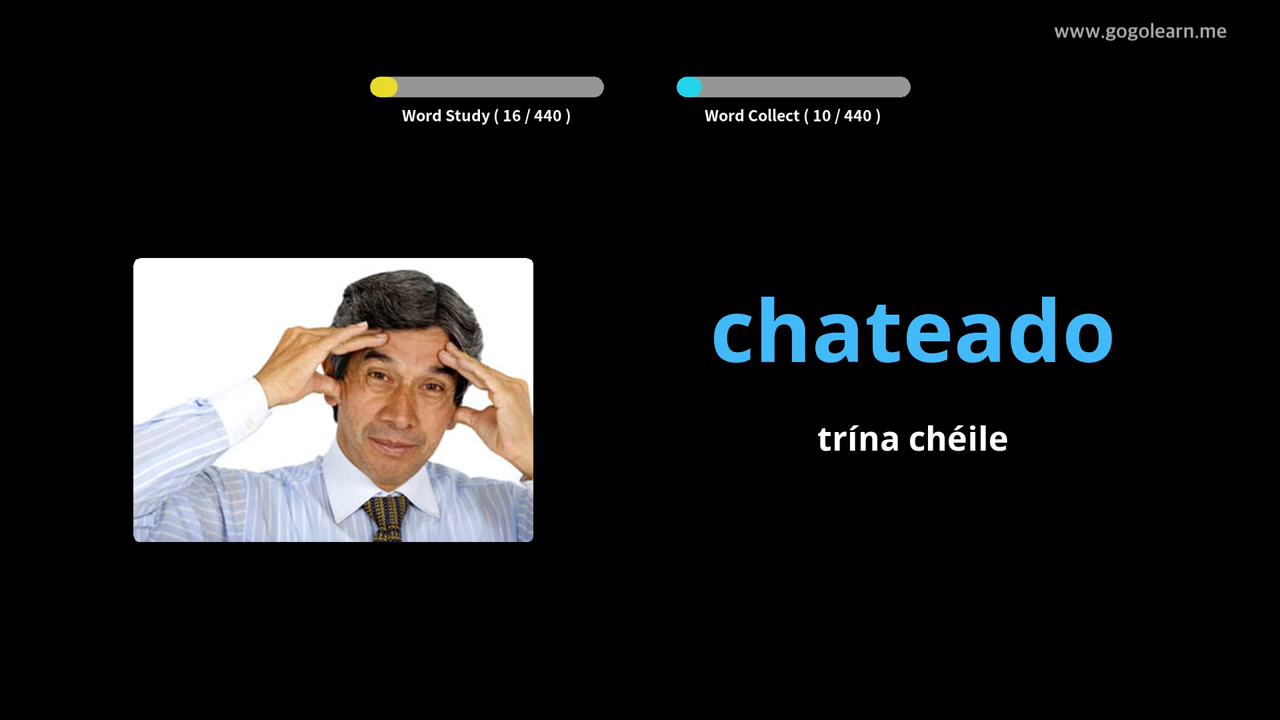 www.gogolearn.me
Word Study ( 16 / 440 )
Word Collect ( 10 / 440 )
chateado
trína chéile